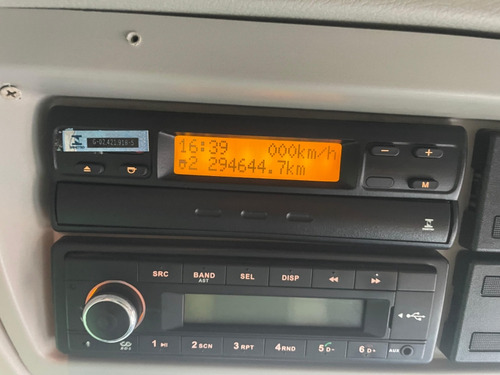 16:39 000km/h
2 294644.7km
M
SRC BAND SEL DISP
AST
1 2 SCN 3 RPT 4 RND 5 D- 6 D+ AUX